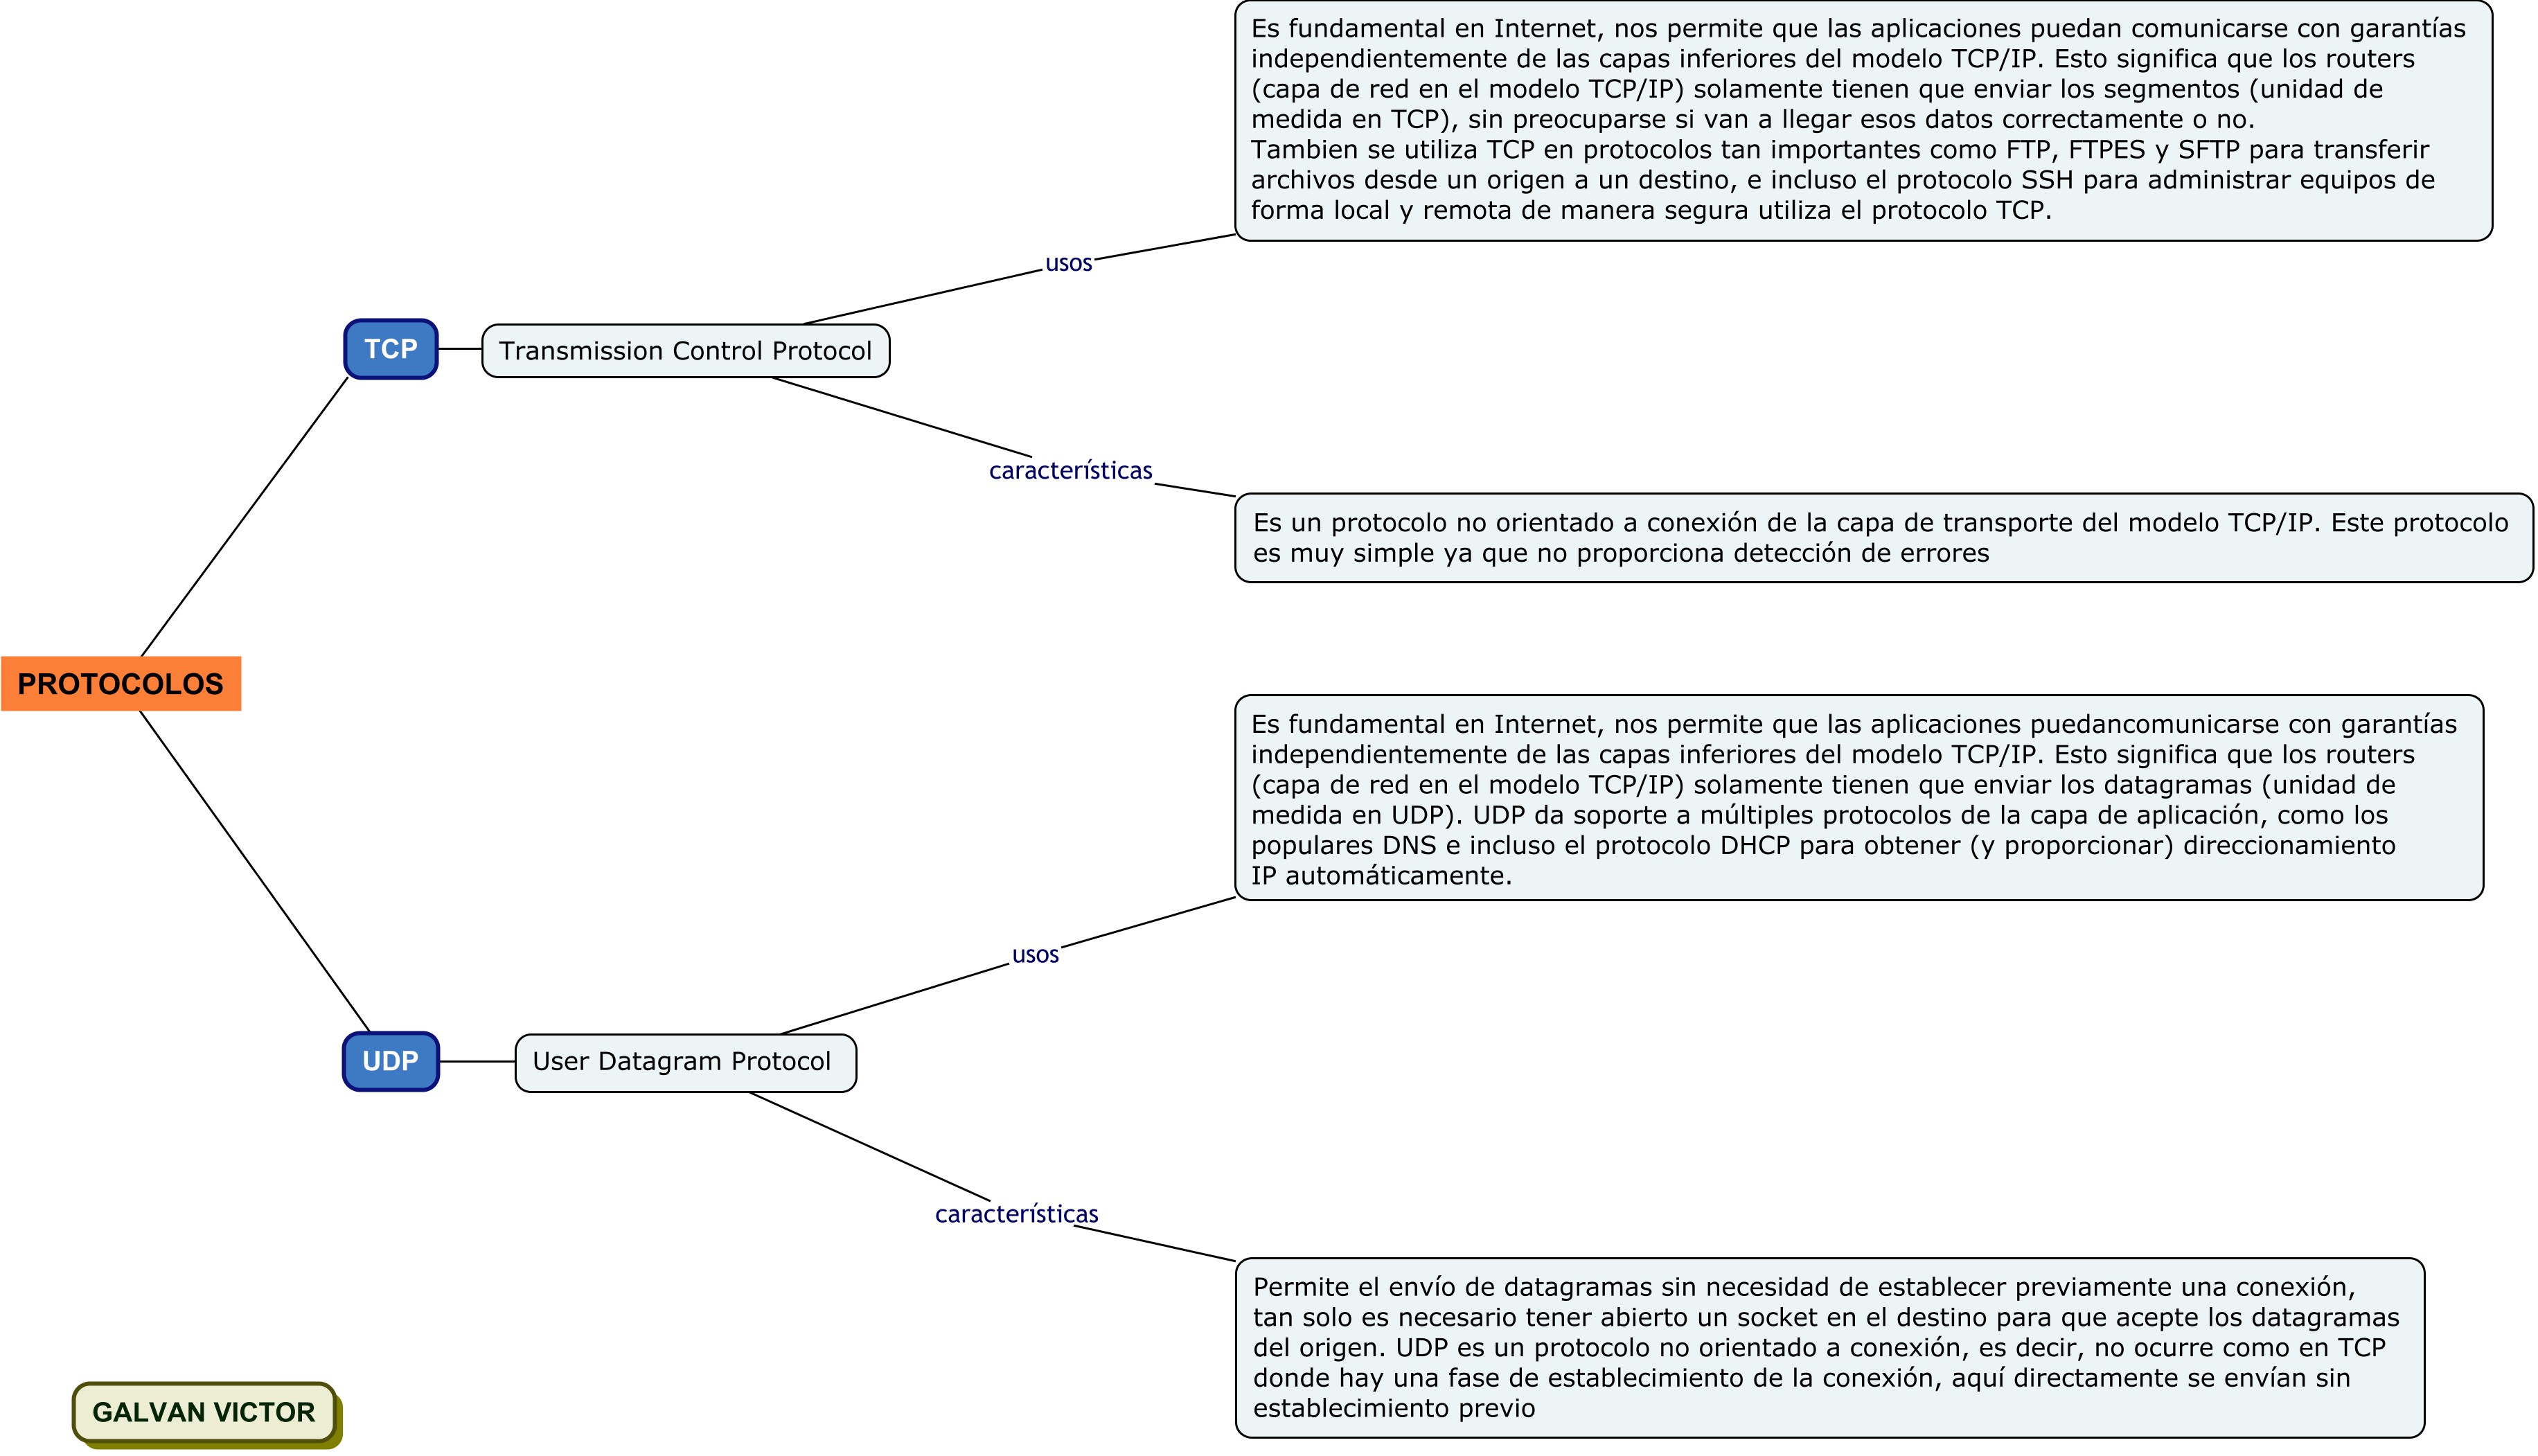 Es fundamental en Internet, nos permite que las aplicaciones puedan comunicarse con garantías
independientemente de las capas inferiores del modelo TCP/IP. Esto significa que los routers
(capa de red en el modelo TCP/IP) solamente tienen que enviar los segmentos (unidad de
medida en TCP), sin preocuparse si van a llegar esos datos correctamente o no.
Tambien se utiliza TCP en protocolos tan importantes como FTP, FTPES y SFTP para transferir
archivos desde un origen a un destino, e incluso el protocolo SSH para administrar equipos de
forma local y remota de manera segura utiliza el protocolo TCP.
usos
TCP
Transmission Control Protocol
características
Es un protocolo no orientado a conexión de la capa de transporte del modelo TCP/IP. Este protocolo
es muy simple ya que no proporciona detección de errores
PROTOCOLOS
Es fundamental en Internet, nos permite que las aplicaciones puedancomunicarse con garantías
independientemente de las capas inferiores del modelo TCP/IP. Esto significa que los routers
(capa de red en el modelo TCP/IP) solamente tienen que enviar los datagramas (unidad de
medida en UDP). UDP da soporte a múltiples protocolos de la capa de aplicación, como los
populares DNS e incluso el protocolo DHCP para obtener (y proporcionar) direccionamiento
IP automáticamente.
usos
UDP
User Datagram Protocol
características
Permite el envío de datagramas sin necesidad de establecer previamente una conexión,
tan solo es necesario tener abierto un socket en el destino para que acepte los datagramas
del origen. UDP es un protocolo no orientado a conexión, es decir, no ocurre como en TCP
donde hay una fase de establecimiento de la conexión, aquí directamente se envían sin
establecimiento previo
GALVAN VICTOR